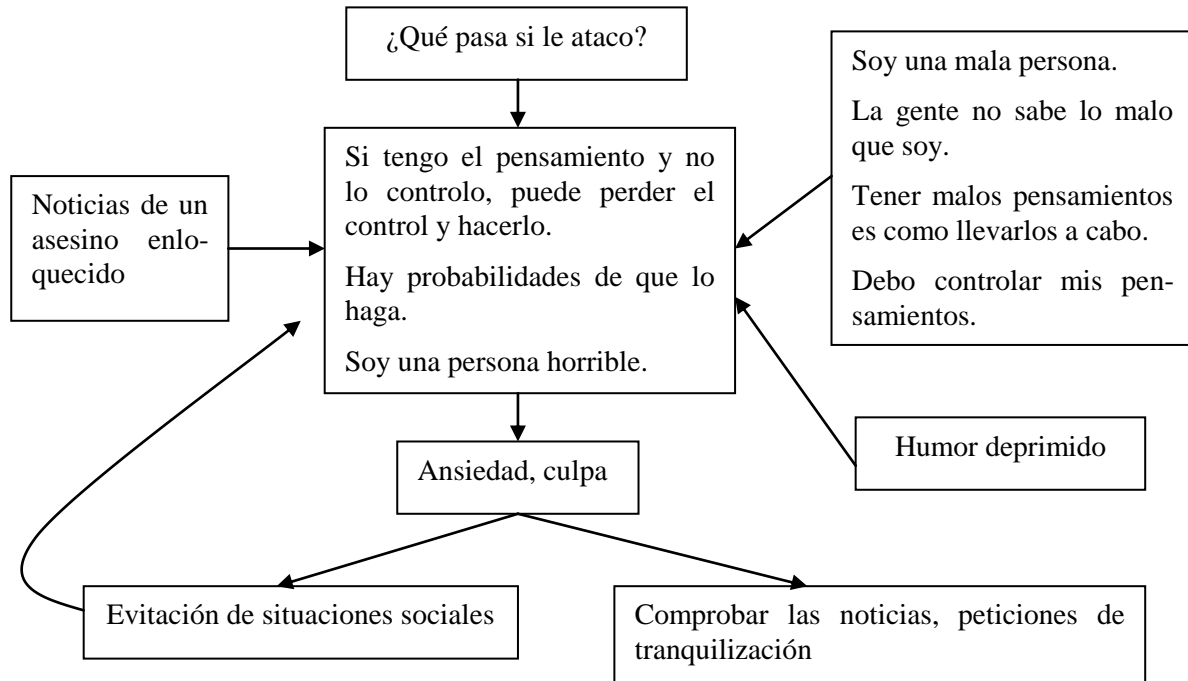 ¿Qué pasa si le ataco?
Soy una mala persona.
La gente no sabe lo malo
que soy.
Tener malos pensamientos
es como llevarlos a cabo.
Debo controlar mis pen-
samientos.
Si tengo el pensamiento y no
lo controlo, puede perder el
control y hacerlo.
Hay probabilidades de que lo
haga.
Soy una persona horrible.
Noticias de un
asesino enlo-
quecido
Humor deprimido
Ansiedad, culpa
Evitación de situaciones sociales
Comprobar las noticias, peticiones de
tranquilización